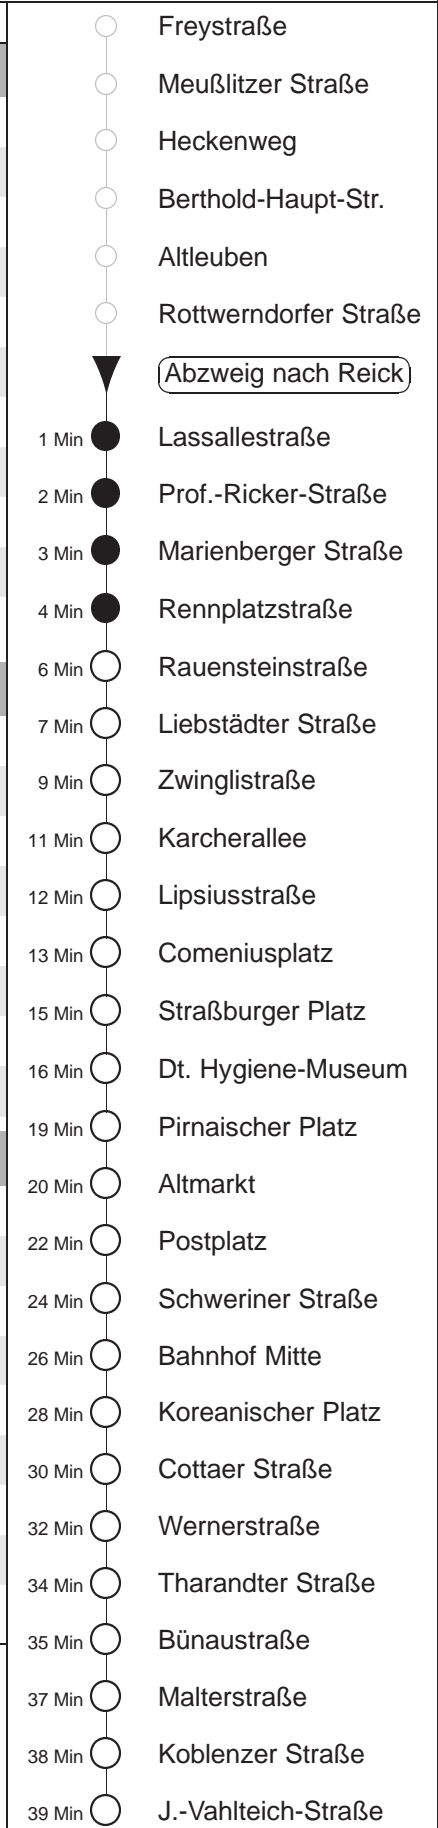 Freystraße
Meußlitzer Straße
Heckenweg
Berthold-Haupt-Str.
Altleuben
Rottwerndorfer Straße
Abzweig nach Reick
1 Min Lassallestraße
2 Min Prof.-Ricker-Straße
3 Min Marienberger Straße
4 Min Rennplatzstraße
6 Min Rauensteinstraße
7 Min Liebstädter Straße
9 Min Zwinglistraße
11 Min Karcherallee
12 Min Lipsiusstraße
13 Min Comeniusplatz
15 Min Straßburger Platz
16 Min Dt. Hygiene-Museum
19 Min Pirnaischer Platz
20 Min Altmarkt
22 Min Postplatz
24 Min Schweriner Straße
26 Min Bahnhof Mitte
28 Min Koreanischer Platz
30 Min Cottaer Straße
32 Min Wernerstraße
34 Min Tharandter Straße
35 Min Bünaustraße
37 Min Malterstraße
38 Min Koblenzer Straße
39 Min J.-Vahlteich-Straße